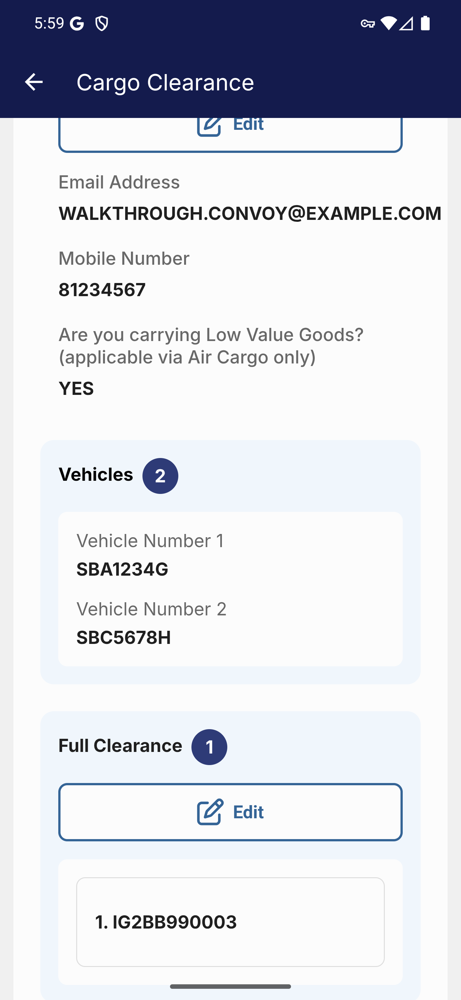 5:59
Cargo Clearance
Edit
Email Address
WALKTHROUGH.CONVOY@EXAMPLE.COM
Mobile Number
81234567
Are you carrying Low Value Goods?
(applicable via Air Cargo only)
YES
Vehicles 2
Vehicle Number 1
SBA1234G
Vehicle Number 2
SBC5678H
Full Clearance 1
Edit
1. IG2BB990003